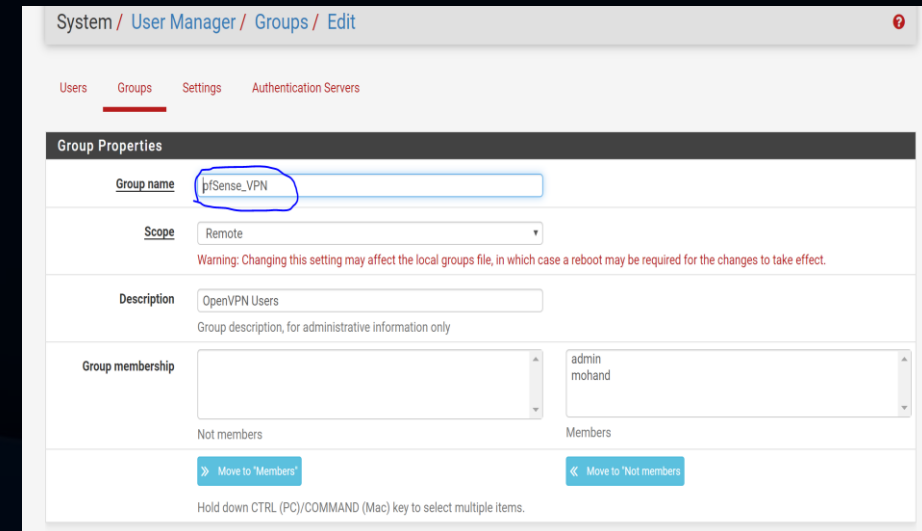 System / User Manager / Groups / Edit
Users Groups Settings Authentication Servers
Group Properties
Group name pfSense_VPN
Scope Remote
Warning: Changing this setting may affect the local groups file, in which case a reboot may be required for the changes to take effect.
Description OpenVPN Users
Group description, for administrative information only
Group membership
admin
mohand
Not members Members
Move to "Members" Move to "Not members
Hold down CTRL (PC)/COMMAND (Mac) key to select multiple items.